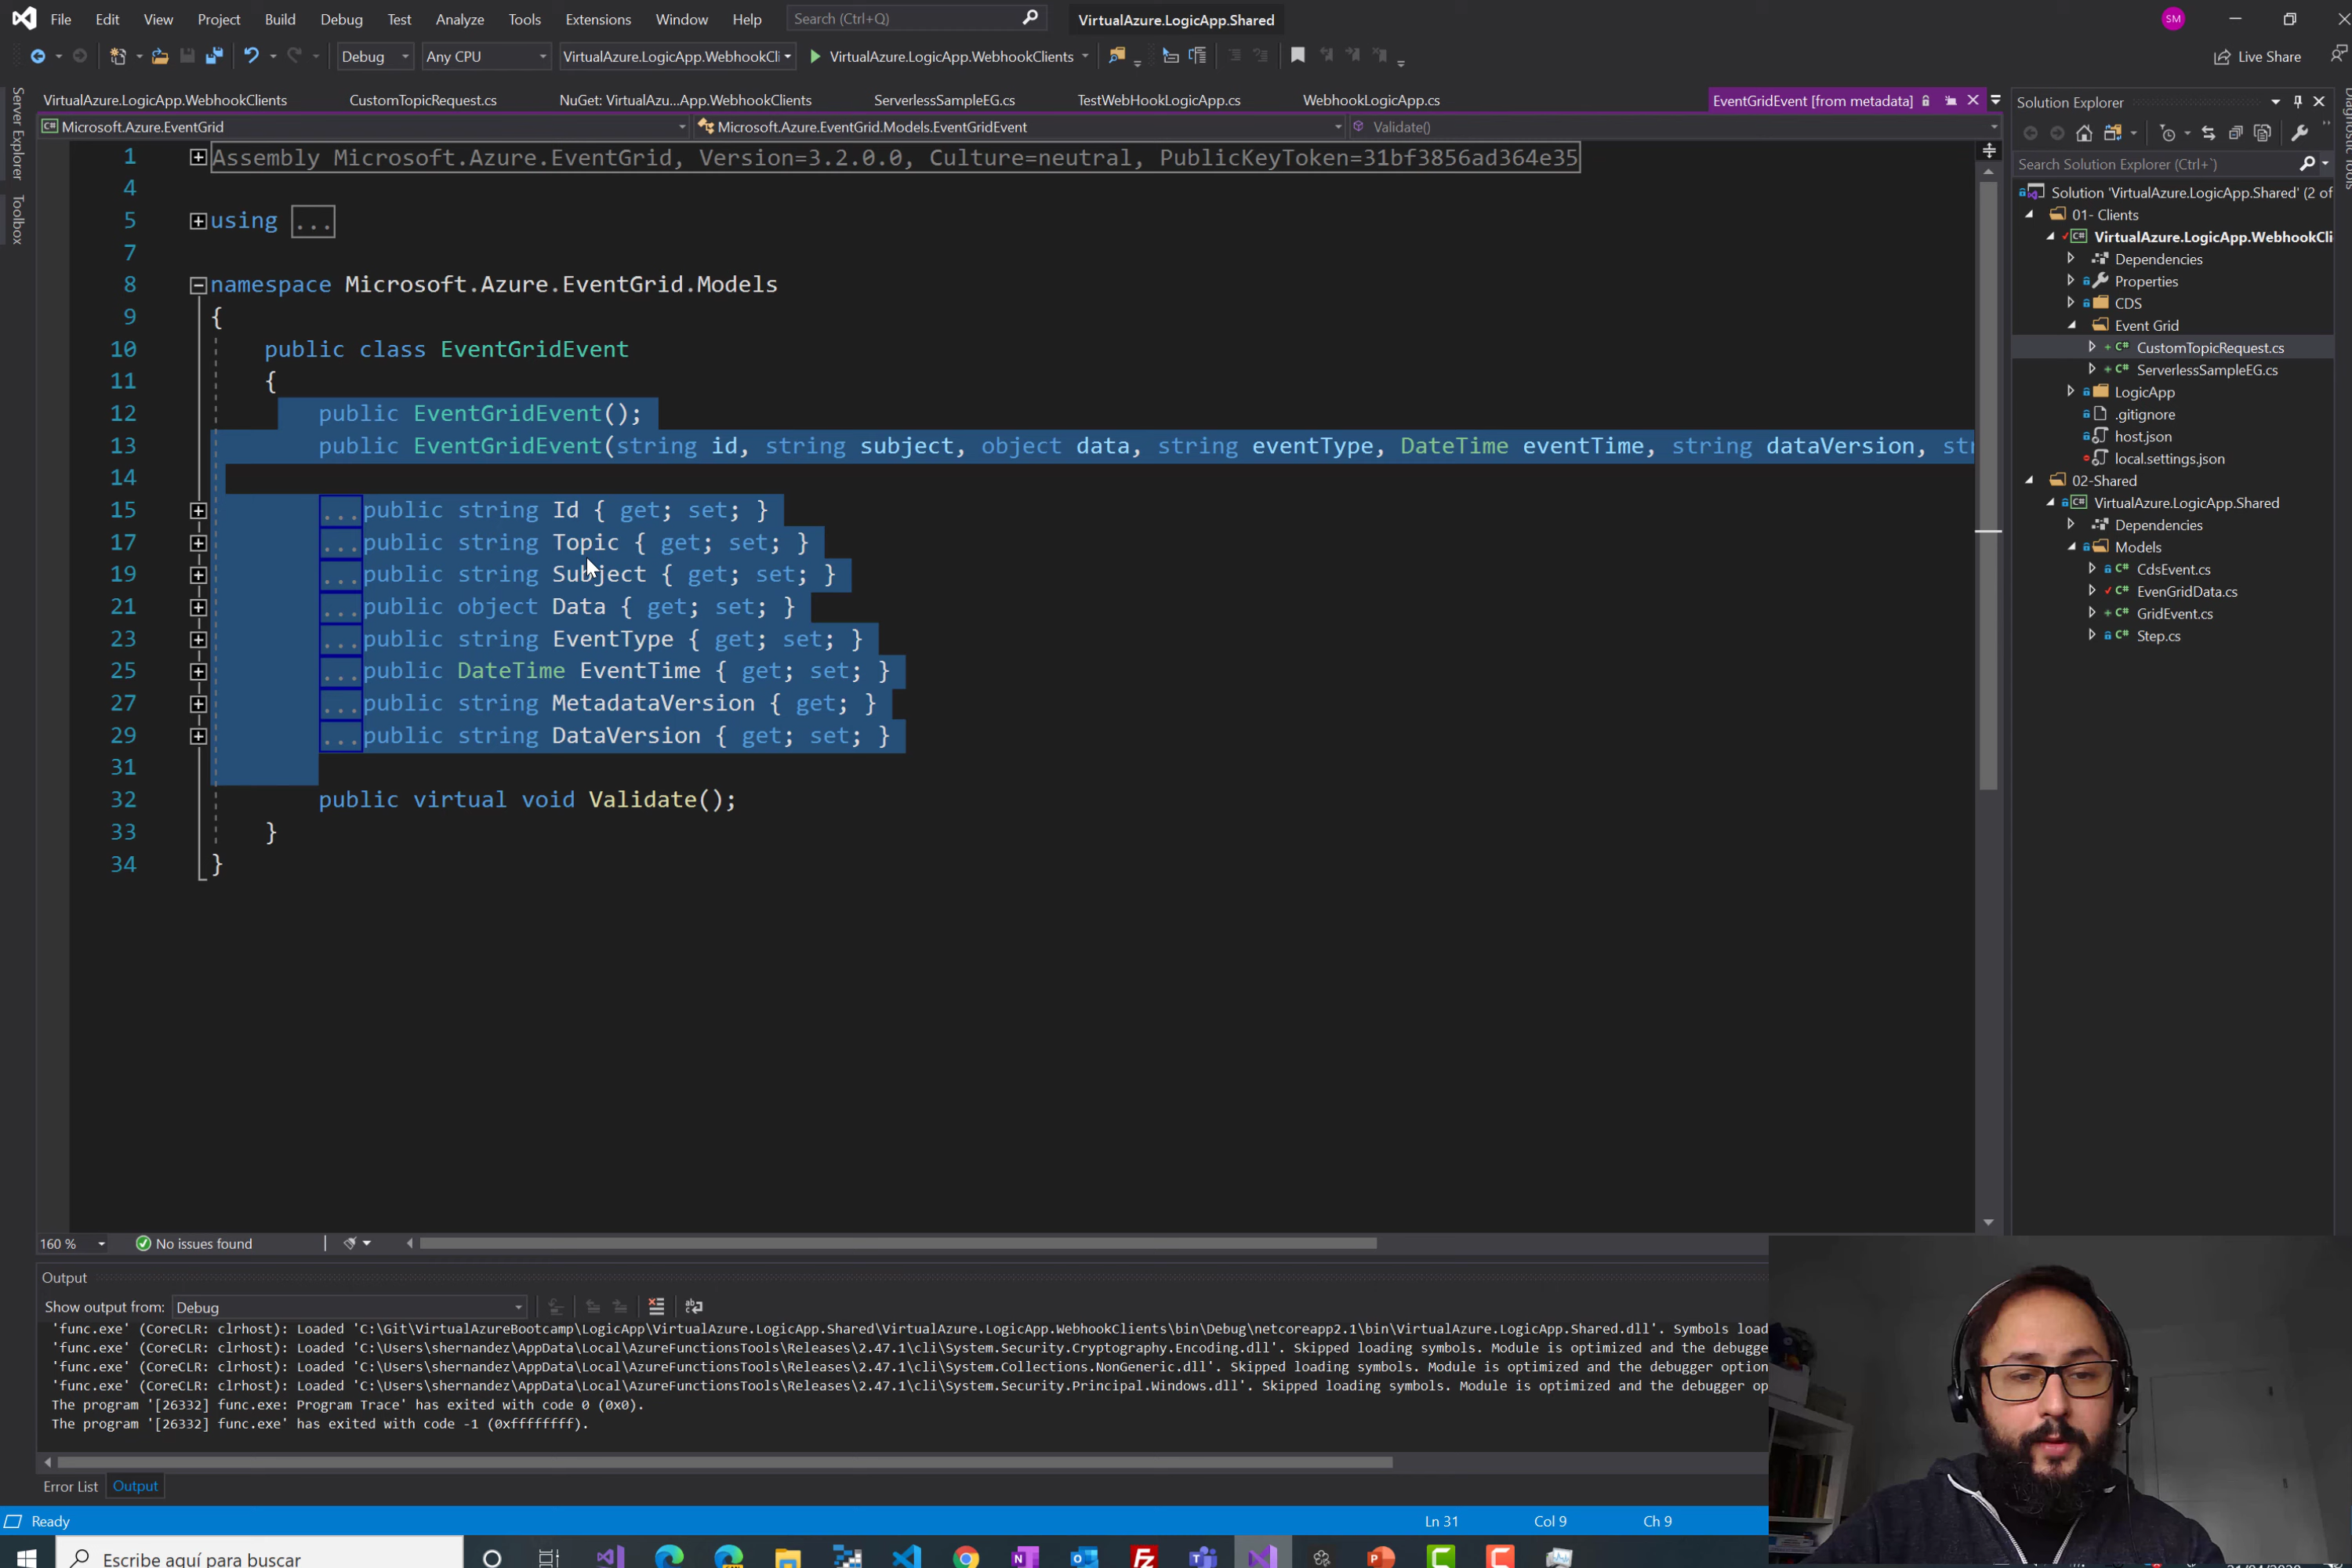 File Edit View Project Build Debug Test Analyze Tools Extensions Window Help Search (Ctrl+Q) VirtualAzure.LogicApp.Shared SM
Debug Any CPU VirtualAzure.LogicApp.WebhookCli VirtualAzure.LogicApp.WebhookClients Live Share
VirtualAzure.LogicApp.WebhookClients CustomTopicRequest.cs NuGet: VirtualAzu...App.WebhookClients ServerlessSampleEG.cs TestWebHookLogicApp.cs WebhookLogicApp.cs EventGridEvent [from metadata]
Microsoft.Azure.EventGrid Microsoft.Azure.EventGrid.Models.EventGridEvent Validate()
Server Explorer
Toolbox
1 Assembly Microsoft.Azure.EventGrid, Version=3.2.0.0, Culture=neutral, PublicKeyToken=31bf3856ad364e35
4
5 using ...
7
8 namespace Microsoft.Azure.EventGrid.Models
9 {
10 public class EventGridEvent
11 {
12 public EventGridEvent();
13 public EventGridEvent(string id, string subject, object data, string eventType, DateTime eventTime, string dataVersion, str
14
15 ...public string Id { get; set; }
17 ...public string Topic { get; set; }
19 ...public string Subject { get; set; }
21 ...public object Data { get; set; }
23 ...public string EventType { get; set; }
25 ...public DateTime EventTime { get; set; }
27 ...public string MetadataVersion { get; }
29 ...public string DataVersion { get; set; }
31
32 public virtual void Validate();
33 }
34 }
160 % No issues found
Solution Explorer
Search Solution Explorer (Ctrl+`)
Solution 'VirtualAzure.LogicApp.Shared' (2 of
01- Clients
VirtualAzure.LogicApp.WebhookCli
Dependencies
Properties
CDS
Event Grid
CustomTopicRequest.cs
ServerlessSampleEG.cs
LogicApp
.gitignore
host.json
local.settings.json
02-Shared
VirtualAzure.LogicApp.Shared
Dependencies
Models
CdsEvent.cs
EvenGridData.cs
GridEvent.cs
Step.cs
Diagnostic Tools
Output
Show output from: Debug
'func.exe' (CoreCLR: clrhost): Loaded 'C:\Git\VirtualAzureBootcamp\LogicApp\VirtualAzure.LogicApp.Shared\VirtualAzure.LogicApp.WebhookClients\bin\Debug\netcoreapp2.1\bin\VirtualAzure.LogicApp.Shared.dll'. Symbols load
'func.exe' (CoreCLR: clrhost): Loaded 'C:\Users\shernandez\AppData\Local\AzureFunctionsTools\Releases\2.47.1\cli\System.Security.Cryptography.Encoding.dll'. Skipped loading symbols. Module is optimized and the debugge
'func.exe' (CoreCLR: clrhost): Loaded 'C:\Users\shernandez\AppData\Local\AzureFunctionsTools\Releases\2.47.1\cli\System.Collections.NonGeneric.dll'. Skipped loading symbols. Module is optimized and the debugger option
'func.exe' (CoreCLR: clrhost): Loaded 'C:\Users\shernandez\AppData\Local\AzureFunctionsTools\Releases\2.47.1\cli\System.Security.Principal.Windows.dll'. Skipped loading symbols. Module is optimized and the debugger op
The program '[26332] func.exe: Program Trace' has exited with code 0 (0x0).
The program '[26332] func.exe' has exited with code -1 (0xffffffff).
Error List Output
Ready Ln 31 Col 9 Ch 9
Escribe aquí para buscar